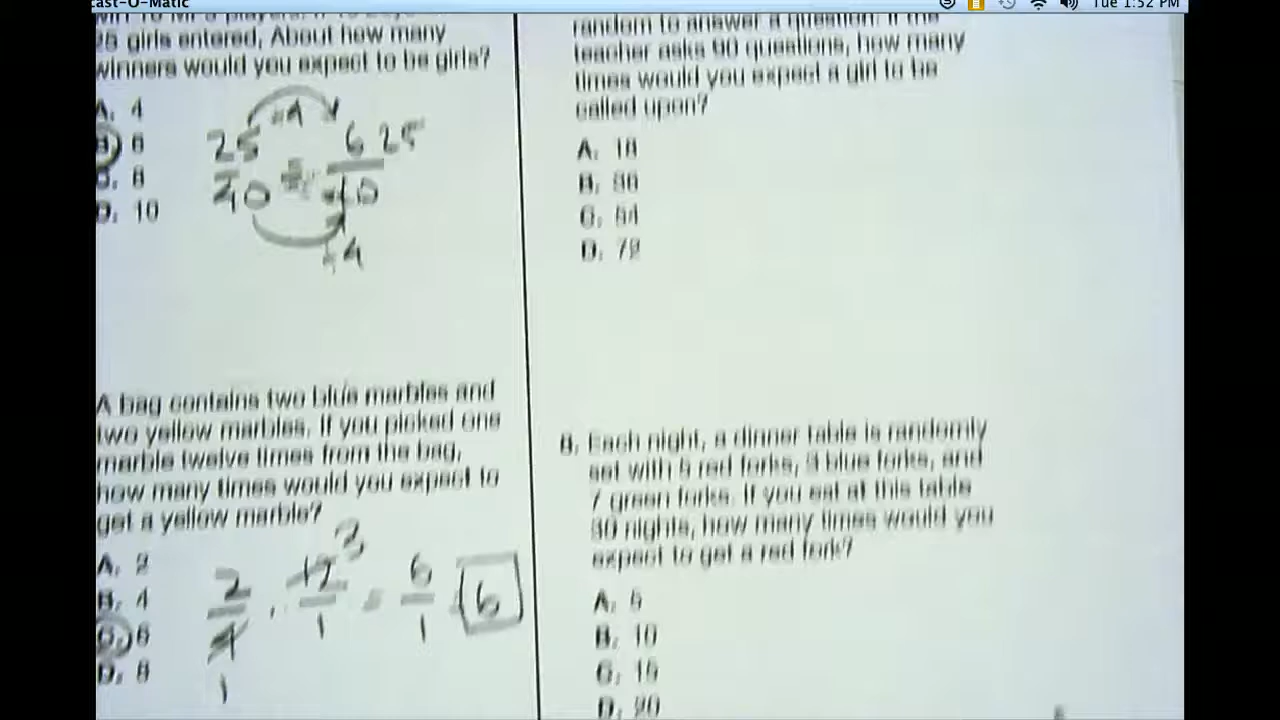 cast-O-Matic
Tue 1:52 PM
25 girls entered, About how many
winners would you expect to be girls?
A. 4
B. 6
D. 10
25
40
=
6.25
10
÷4
÷4
A bag contains two blue marbles and
two yellow marbles. If you picked one
marble twelve times from the bag,
how many times would you expect to
get a yellow marble?
A. 2
B. 4
C. 6
D. 8
2/4 · 12/1 = 6/1 6
3
1
random to answer a question. If the
teacher asks 90 questions, how many
times would you expect a girl to be
called upon?
A. 18
B. 36
C. 54
D. 72
8. Each night, a dinner table is randomly
set with 5 red forks, 3 blue forks, and
7 green forks. If you eat at this table
30 nights, how many times would you
expect to get a red fork?
A. 5
B. 10
C. 15
D. 20